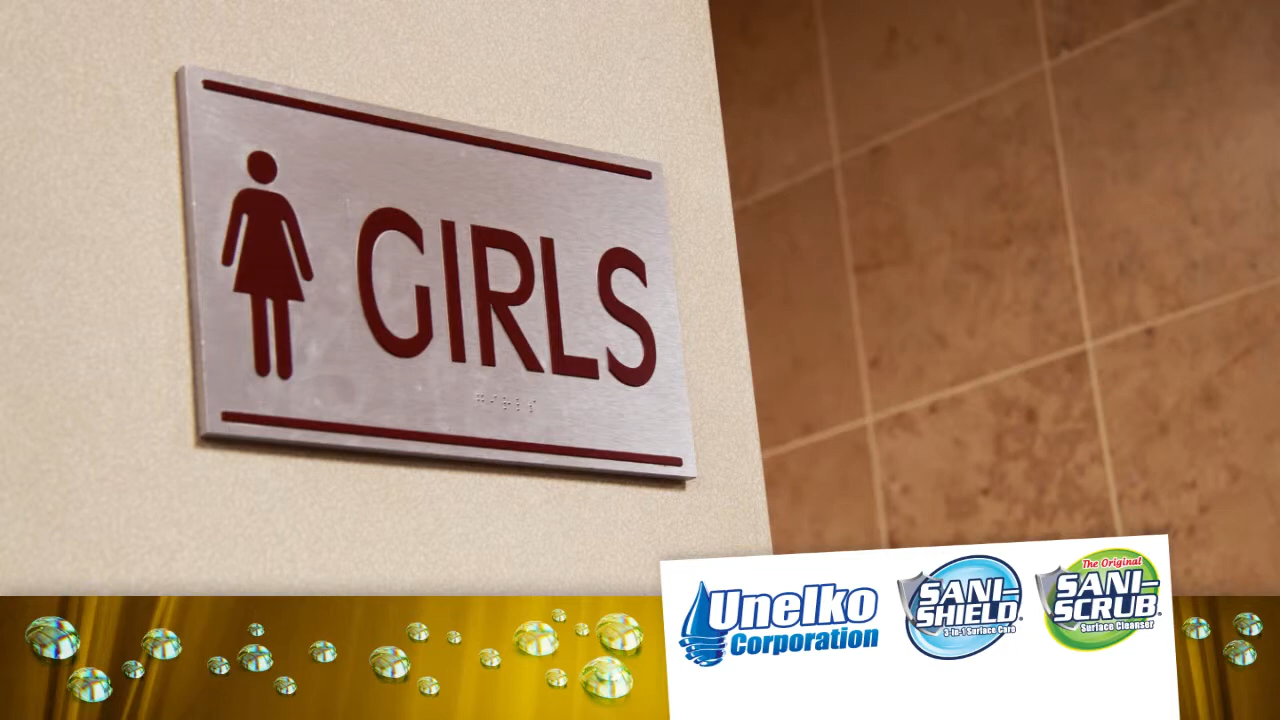 GIRLS
Unelko
Corporation
SANI-
SHIELD®
3-in-1 Surface Care
The Original
SANI-
SCRUB®
Surface Cleanser